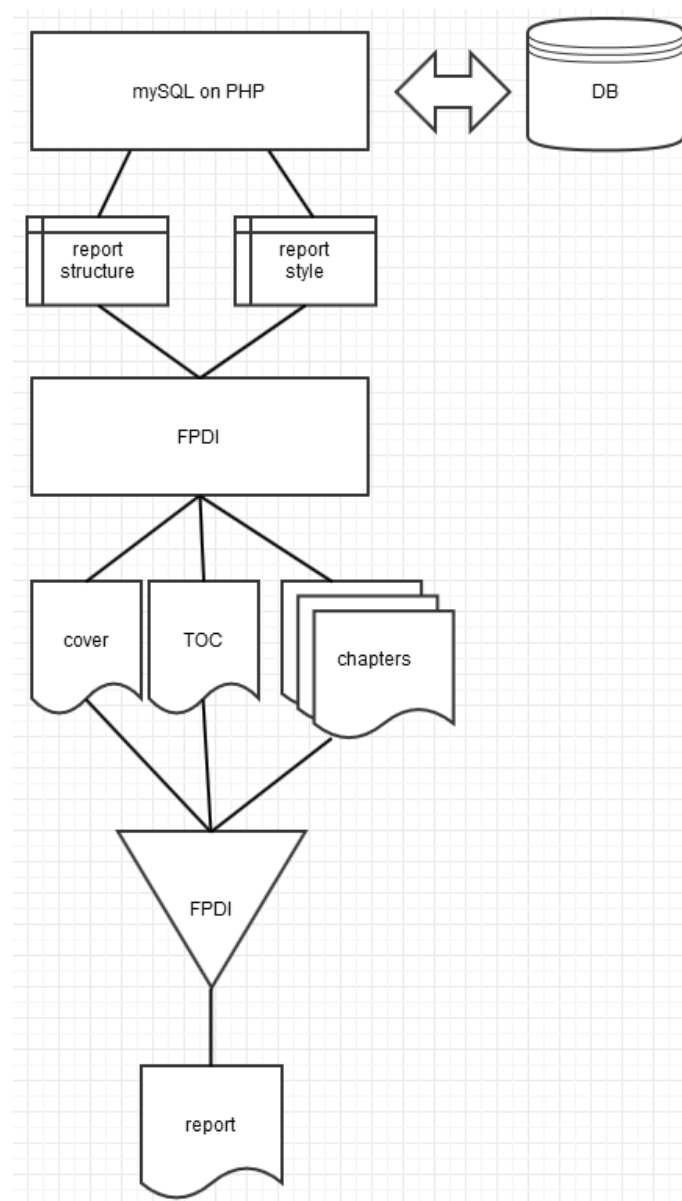 mySQL on PHP
DB
report
structure
report
style
FPDI
cover
TOC
chapters
FPDI
report